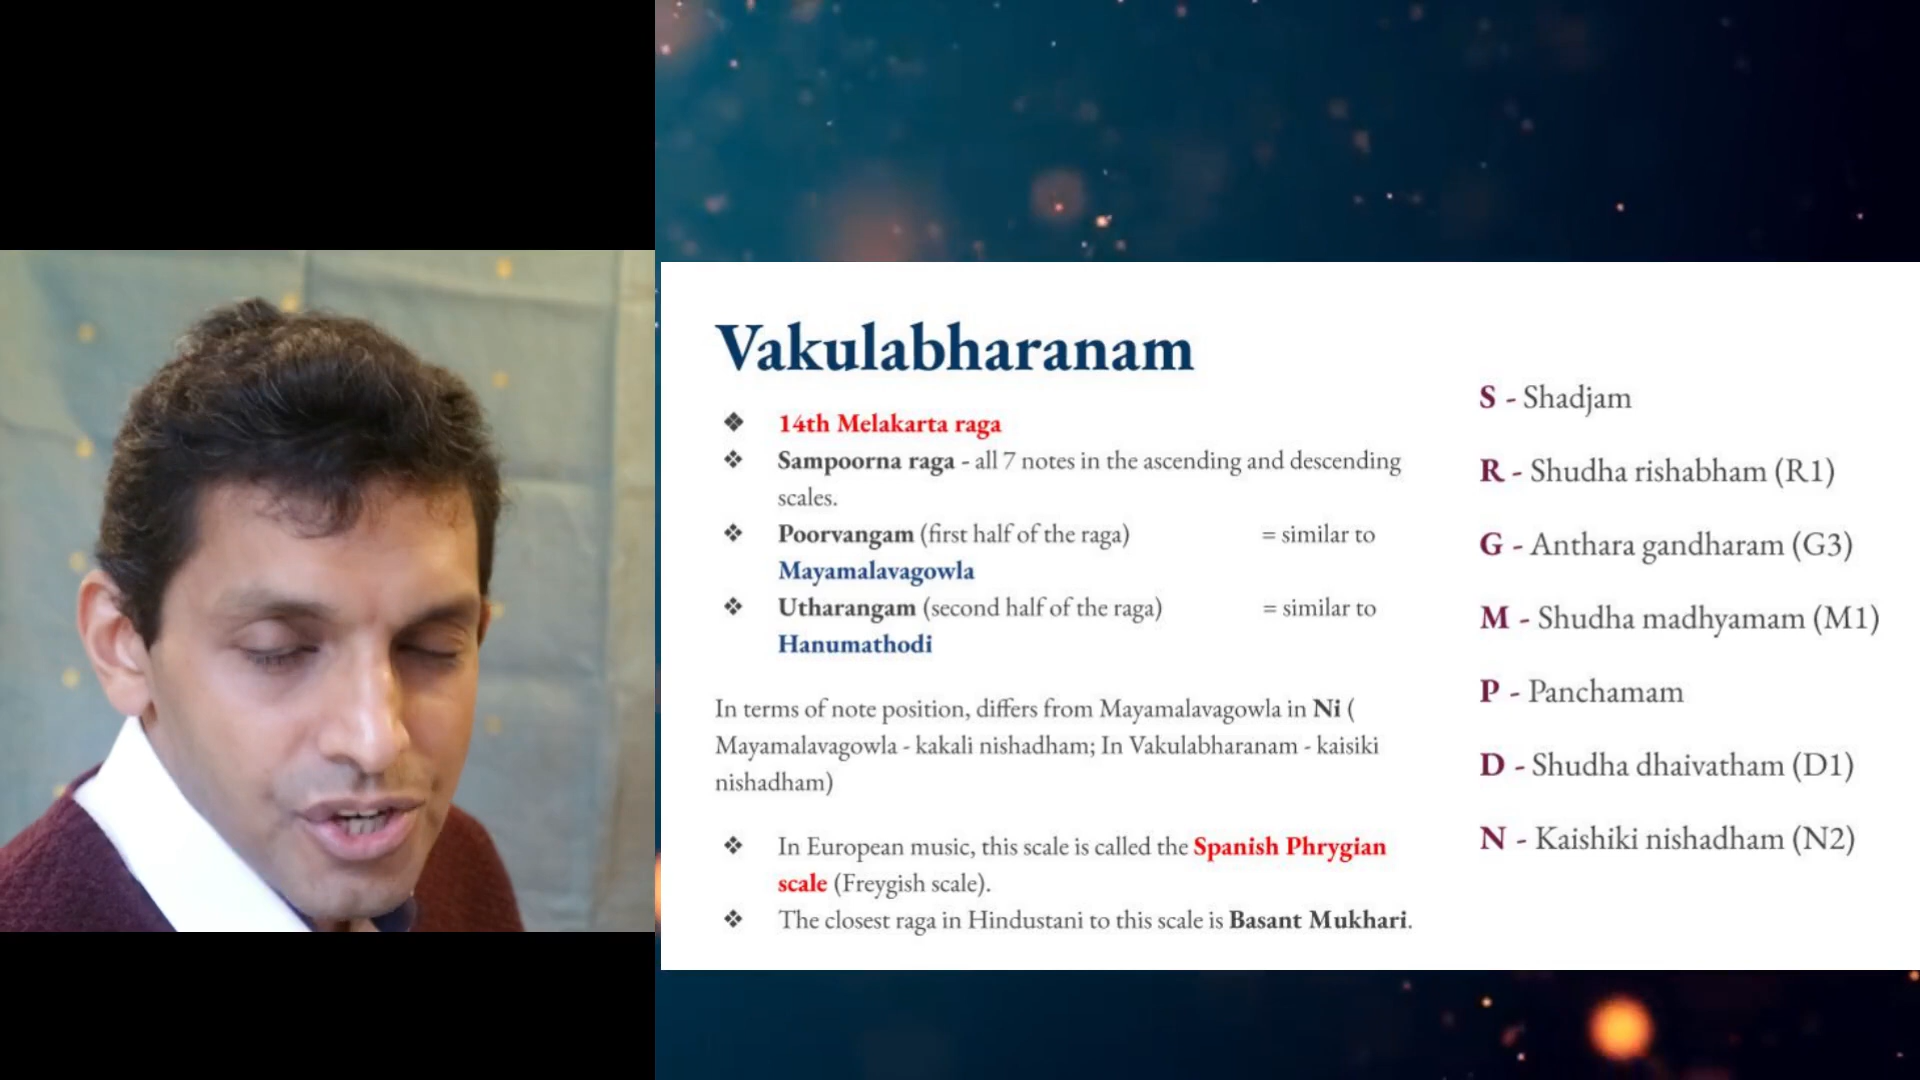 Vakulabharanam
❖ 14th Melakarta raga
❖ Sampoorna raga - all 7 notes in the ascending and descending
scales.
❖ Poorvangam (first half of the raga) = similar to
Mayamalavagowla
❖ Utharangam (second half of the raga) = similar to
Hanumathodi
In terms of note position, differs from Mayamalavagowla in Ni (
Mayamalavagowla - kakali nishadham; In Vakulabharanam - kaisiki
nishadham)
❖ In European music, this scale is called the Spanish Phrygian
scale (Freygish scale).
❖ The closest raga in Hindustani to this scale is Basant Mukhari.
S - Shadjam
R - Shudha rishabham (R1)
G - Anthara gandharam (G3)
M - Shudha madhyamam (M1)
P - Panchamam
D - Shudha dhaivatham (D1)
N - Kaishiki nishadham (N2)